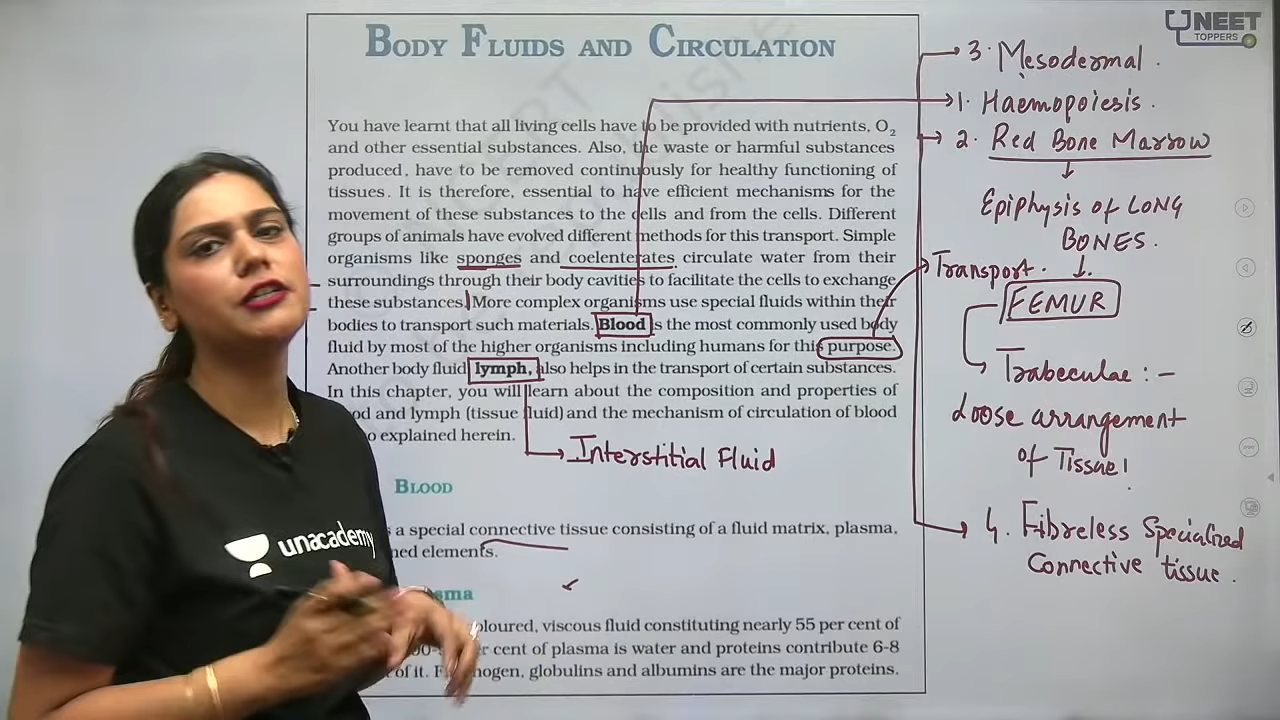 BODY FLUIDS AND CIRCULATION
You have learnt that all living cells have to be provided with nutrients, O2
and other essential substances. Also, the waste or harmful substances
produced, have to be removed continuously for healthy functioning of
tissues. It is therefore, essential to have efficient mechanisms for the
movement of these substances to the cells and from the cells. Different
groups of animals have evolved different methods for this transport. Simple
organisms like sponges and coelenterates circulate water from their
surroundings through their body cavities to facilitate the cells to exchange
these substances. More complex organisms use special fluids within their
bodies to transport such materials. Blood is the most commonly used body
fluid by most of the higher organisms including humans for this purpose.
Another body fluid, lymph, also helps in the transport of certain substances.
In this chapter, you will learn about the composition and properties of
and lymph (tissue fluid) and the mechanism of circulation of blood
explained herein.
Interstitial Fluid
BLOOD
a special connective tissue consisting of a fluid matrix, plasma,
elements.
coloured, viscous fluid constituting nearly 55 per cent of
cent of plasma is water and proteins contribute 6-8
of it. globulins and albumins are the major proteins.
unacademy
UNEET
TOPPERS
3. Mesodermal.
1. Haemopoiesis.
2. Red Bone Marrow
Epiphysis of LONG
BONES.
Transport.
FEMUR
Trabeculae :-
Loose arrangement
of Tissue!
4. Fibreless Specialized
Connective tissue.